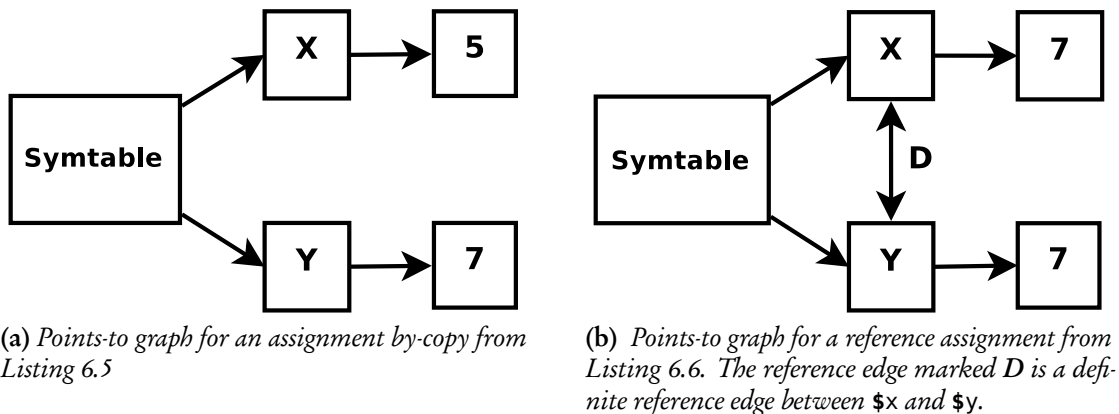 X
5
Symtable
Y
7
(a) Points-to graph for an assignment by-copy from
Listing 6.5
X
7
Symtable
D
Y
7
(b) Points-to graph for a reference assignment from
Listing 6.6. The reference edge marked D is a defi-
nite reference edge between $x and $y.